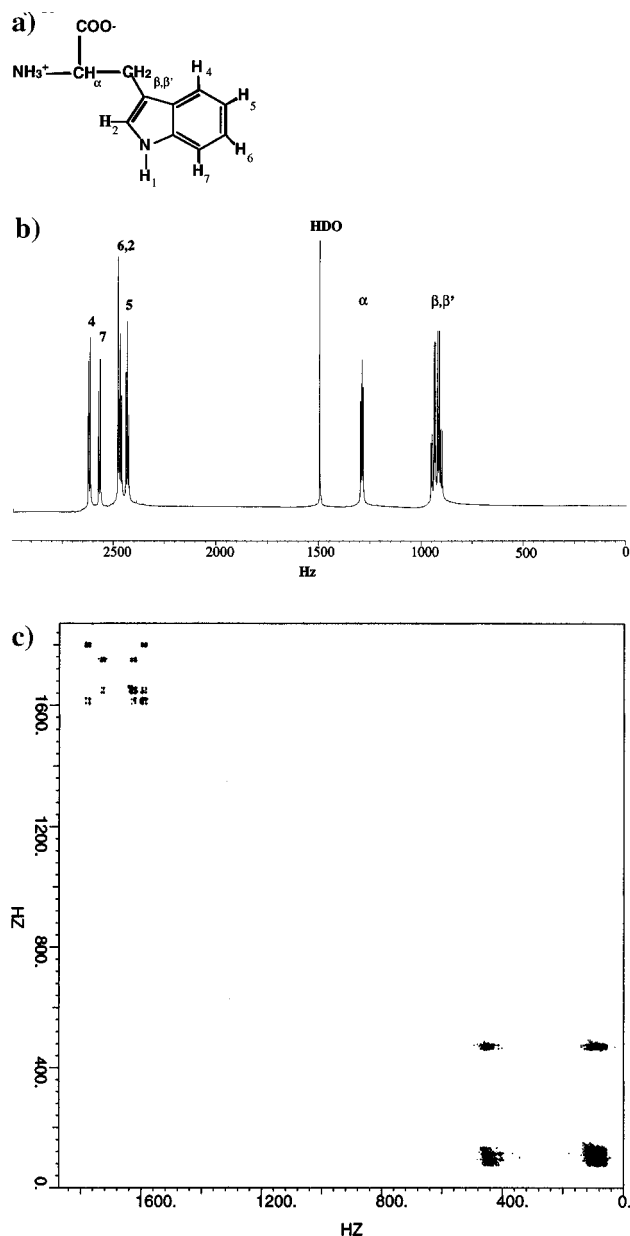 a)
COO-
NH3+
CH
CH2
α
β,β'
H4
H5
H2
N
H6
H7
H1
b)
HDO
6,2
4
7
5
α
β,β'
2500
2000
1500
1000
500
0
Hz
c)
1600.
1200.
800.
400.
0.
HZ
1600.
1200.
800.
400.
0.
HZ